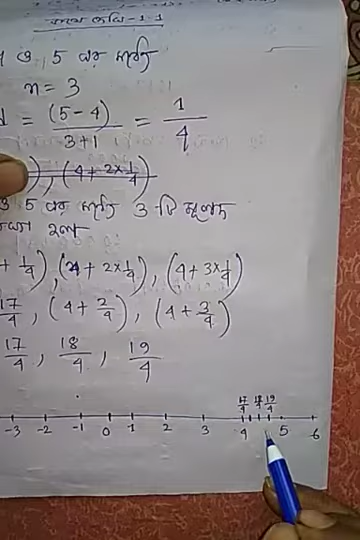 কষে দেখি - 1.1
ও 5 এর মধ্যে
n = 3
= (5-4)/3+1 = 1/4
), (4 + 2×1/4)
ও 5 এর মধ্যে 3 টি মূলদ
হলো
+ 1/4), (4 + 2×1/4), (4 + 3×1/4)
17/4, (4 + 2/4), (4 + 3/4)
17/4, 18/4, 19/4
17/4 18/4 19/4
-3 -2 -1 0 1 2 3 4 5 6